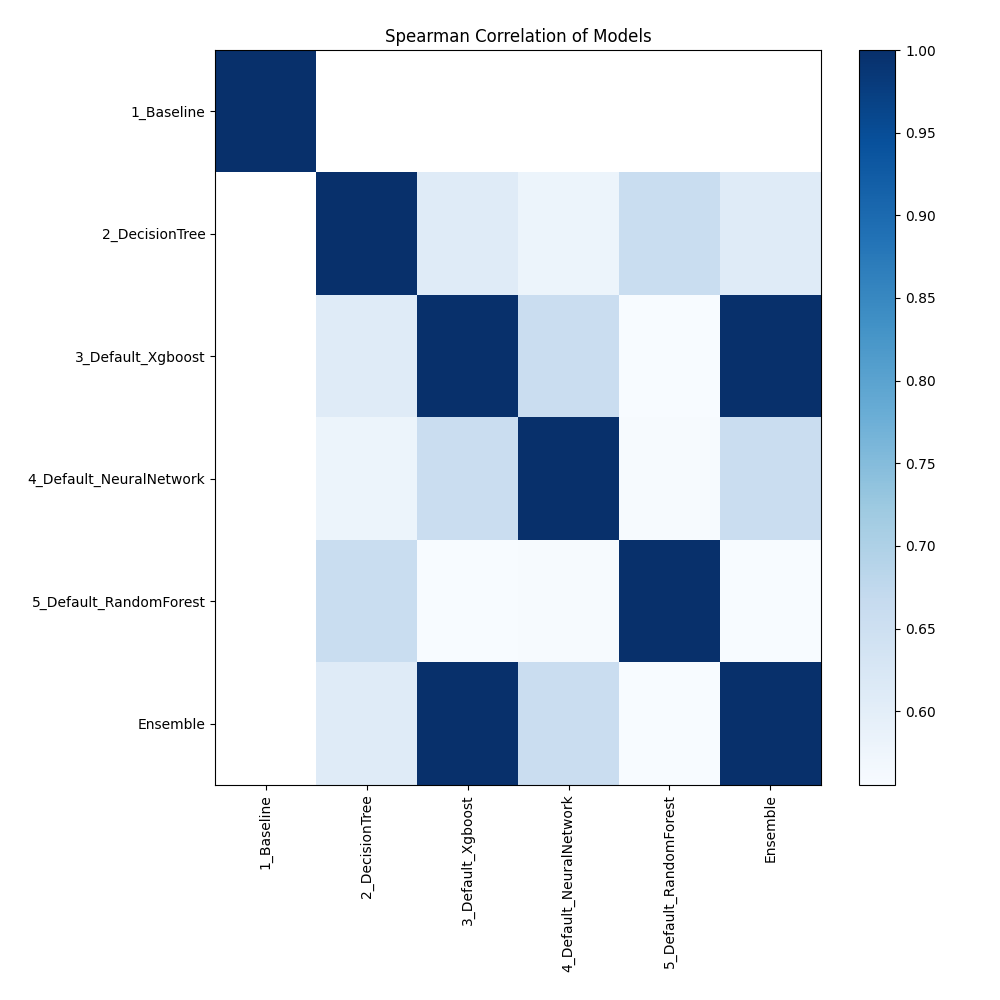 Spearman Correlation of Models
1_Baseline
2_DecisionTree
3_Default_Xgboost
4_Default_NeuralNetwork
5_Default_RandomForest
Ensemble
1_Baseline
2_DecisionTree
3_Default_Xgboost
4_Default_NeuralNetwork
5_Default_RandomForest
Ensemble
1.00
0.95
0.90
0.85
0.80
0.75
0.70
0.65
0.60